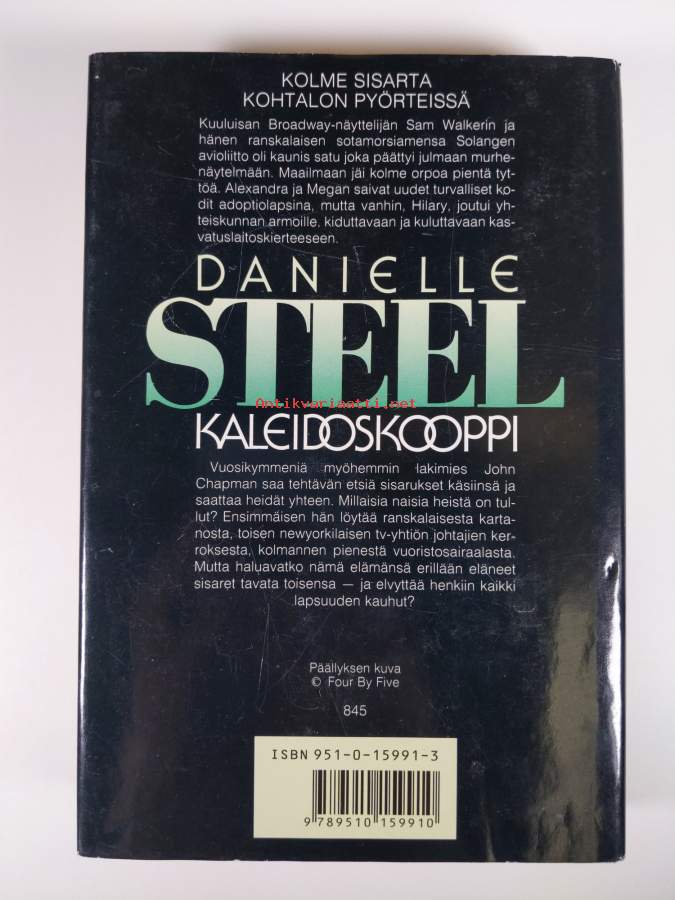 KOLME SISARTA
KOHTALON PYÖRTEISSÄ
Kuuluisan Broadway-näyttelijän Sam Walkerin ja
hänen ranskalaisen sotamorsiamensa Solangen
avioliitto oli kaunis satu joka päättyi julmaan murhe-
näytelmään. Maailmaan jäi kolme orpoa pientä tyt-
töä. Alexandra ja Megan saivat uudet turvalliset ko-
dit adoptiolapsina, mutta vanhin, Hilary, joutui yh-
teiskunnan armoille, kiduttavaan ja kuluttavaan kas-
vatuslaitoskierteeseen.
DANIELLE
STEEL
Antikvariaatti.net
KALEIDOSKOOPPI
Vuosikymmeniä myöhemmin lakimies John
Chapman saa tehtävän etsiä sisarukset käsiinsä ja
saattaa heidät yhteen. Millaisia naisia heistä on tul-
lut? Ensimmäisen hän löytää ranskalaisesta karta-
nosta, toisen newyorkilaisen tv-yhtiön johtajien ker-
roksesta, kolmannen pienestä vuoristosairaalasta.
Mutta haluavatko nämä elämänsä erillään eläneet
sisaret tavata toisensa — ja elvyttää henkiin kaikki
lapsuuden kauhut?
Päällyksen kuva
© Four By Five
845
ISBN 951-0-15991-3
9 789510 159910